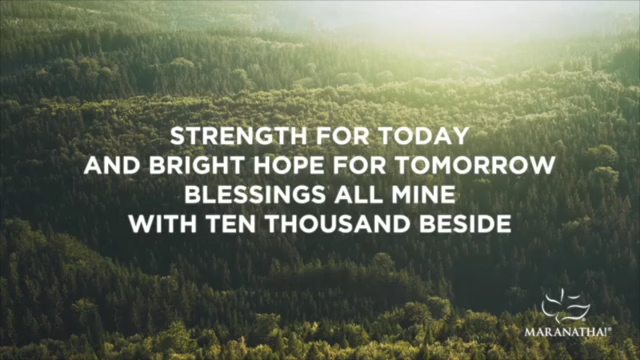 STRENGTH FOR TODAY
AND BRIGHT HOPE FOR TOMORROW
BLESSINGS ALL MINE
WITH TEN THOUSAND BESIDE
MARANATHA!®